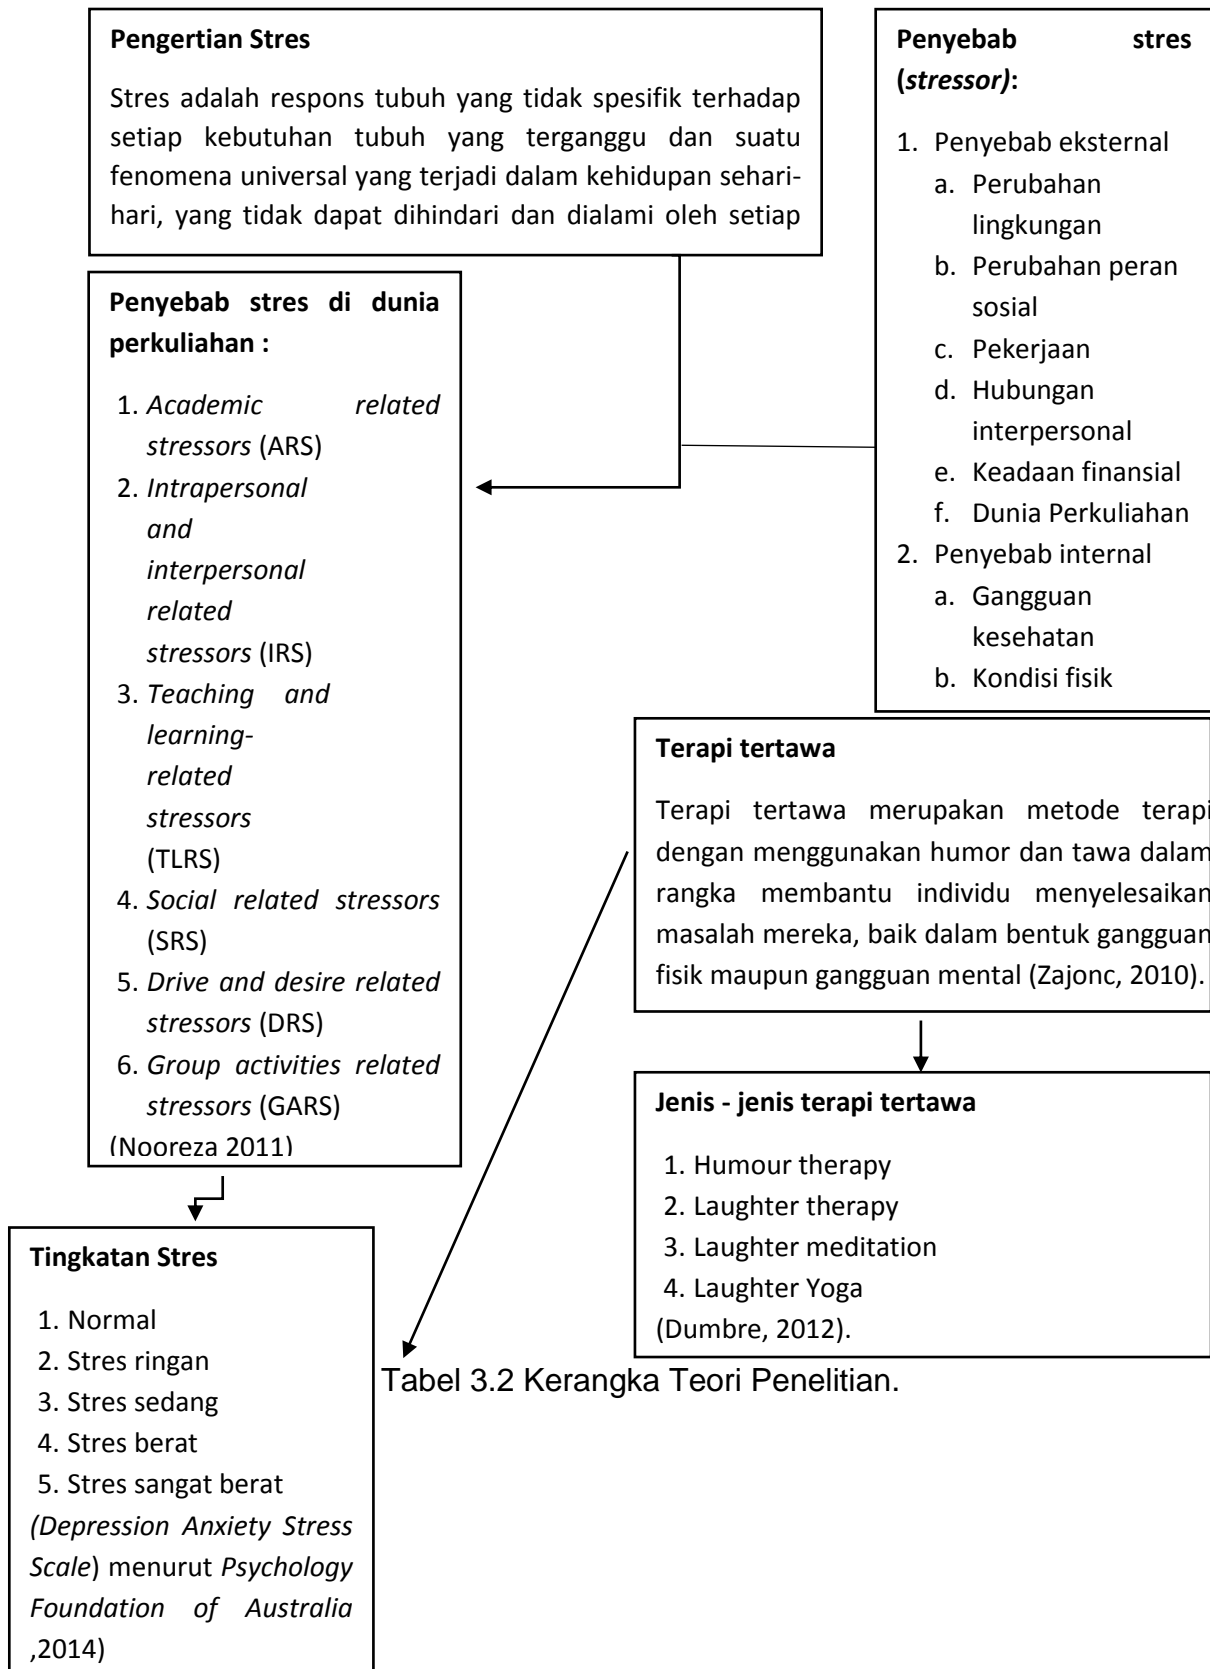 Pengertian Stres
Stres adalah respons tubuh yang tidak spesifik terhadap
setiap kebutuhan tubuh yang terganggu dan suatu
fenomena universal yang terjadi dalam kehidupan sehari-
hari, yang tidak dapat dihindari dan dialami oleh setiap
Penyebab stres
(stressor):
1. Penyebab eksternal
a. Perubahan
lingkungan
b. Perubahan peran
sosial
c. Pekerjaan
d. Hubungan
interpersonal
e. Keadaan finansial
f. Dunia Perkuliahan
2. Penyebab internal
a. Gangguan
kesehatan
b. Kondisi fisik
Penyebab stres di dunia
perkuliahan :
1. Academic related
stressors (ARS)
2. Intrapersonal
and
interpersonal
related
stressors (IRS)
3. Teaching and
learning-
related
stressors
(TLRS)
4. Social related stressors
(SRS)
5. Drive and desire related
stressors (DRS)
6. Group activities related
stressors (GARS)
(Nooreza 2011)
Terapi tertawa
Terapi tertawa merupakan metode terapi
dengan menggunakan humor dan tawa dalam
rangka membantu individu menyelesaikan
masalah mereka, baik dalam bentuk gangguan
fisik maupun gangguan mental (Zajonc, 2010).
Jenis - jenis terapi tertawa
1. Humour therapy
2. Laughter therapy
3. Laughter meditation
4. Laughter Yoga
(Dumbre, 2012).
Tingkatan Stres
1. Normal
2. Stres ringan
3. Stres sedang
4. Stres berat
5. Stres sangat berat
(Depression Anxiety Stress
Scale) menurut Psychology
Foundation of Australia
,2014)
Tabel 3.2 Kerangka Teori Penelitian.